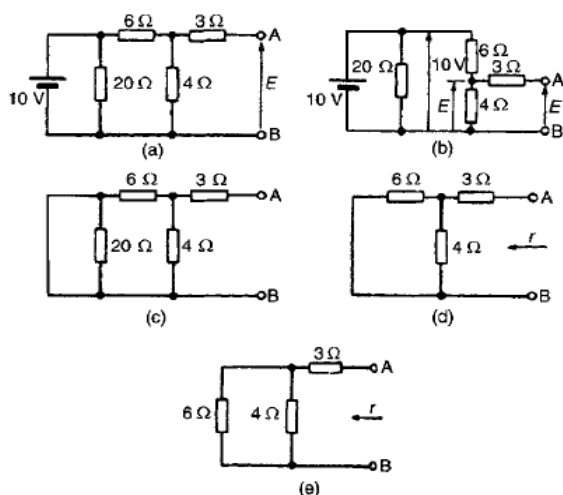 6 Ω 3 Ω A
20 Ω 4 Ω E
10 V
B
(a)
6 Ω
20 Ω 10 V 3 Ω A
10 V E 4 Ω E
B
(b)
6 Ω 3 Ω A
20 Ω 4 Ω
B
(c)
6 Ω 3 Ω A
4 Ω r
B
(d)
3 Ω A
6 Ω 4 Ω r
B
(e)